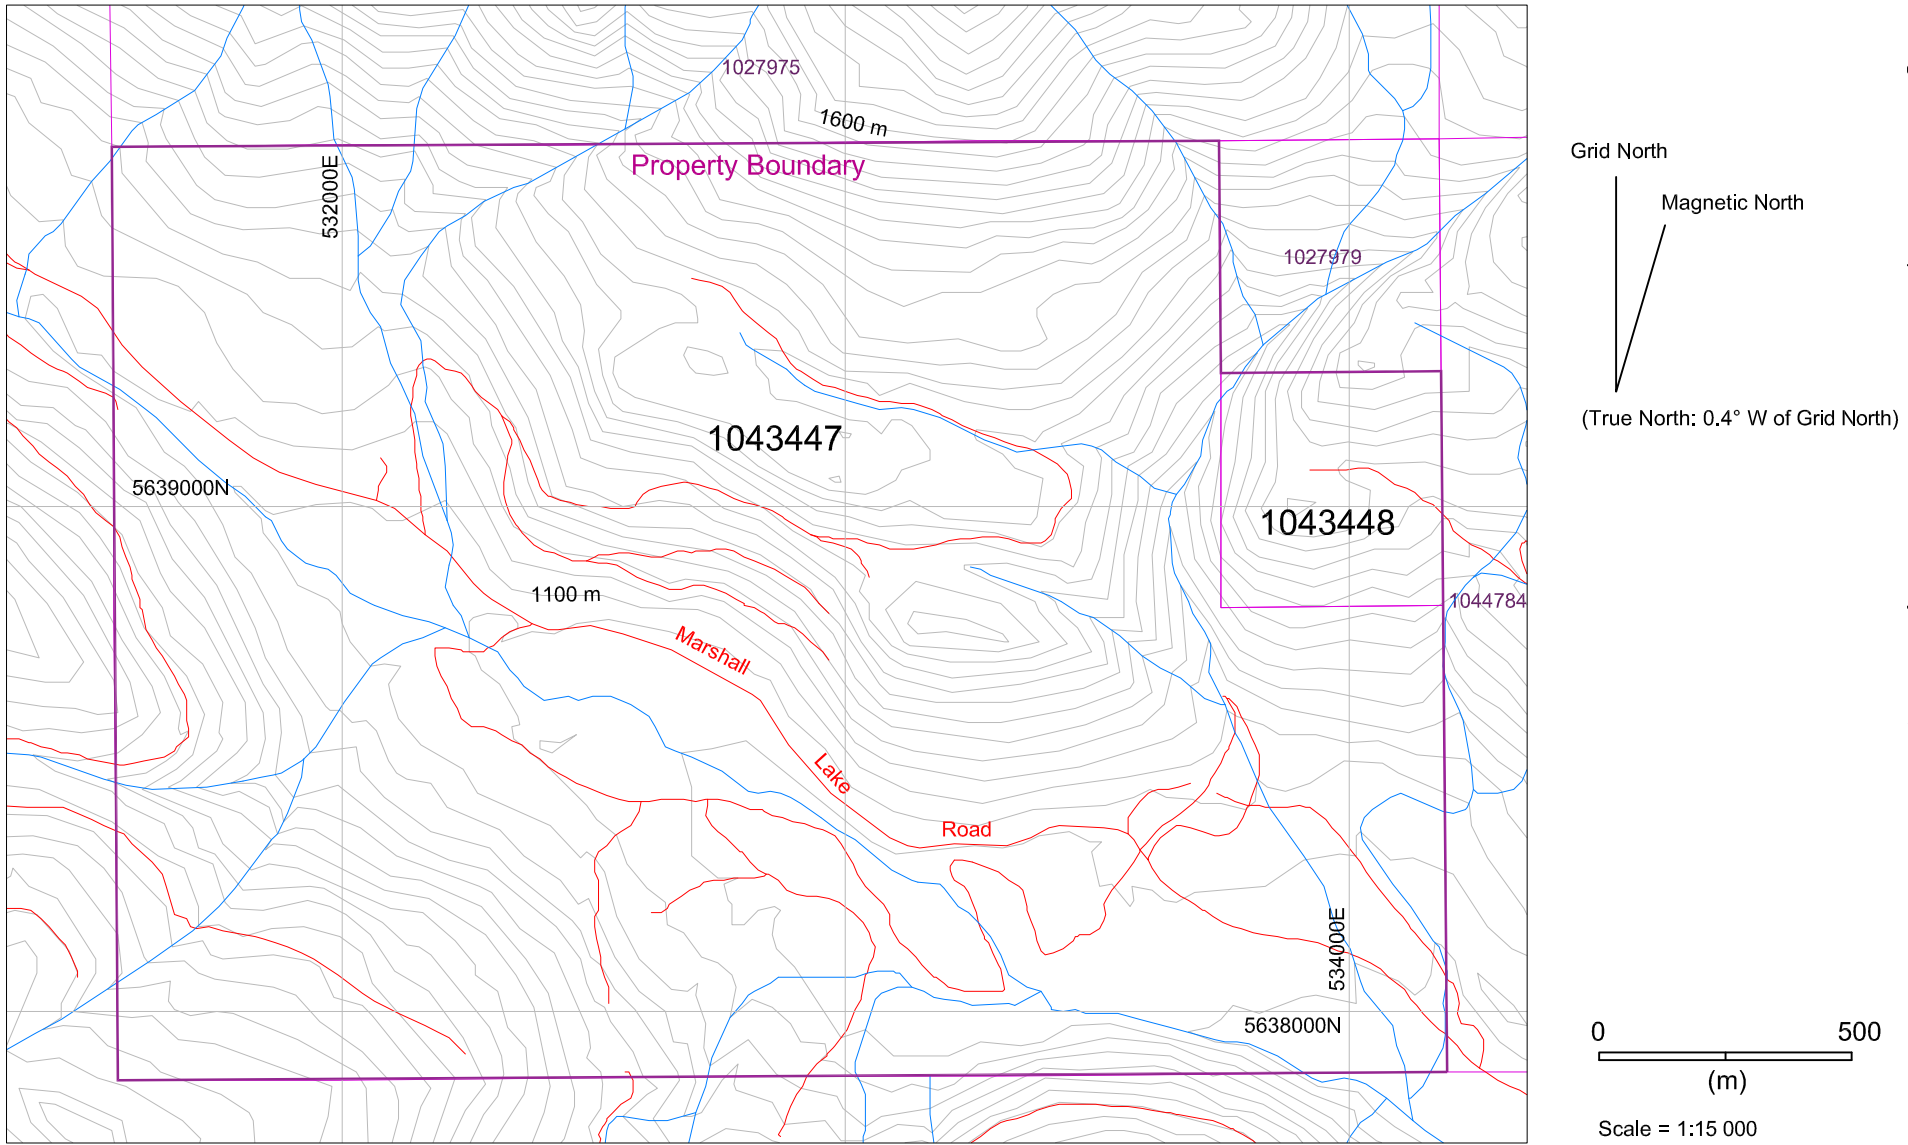 1027975
1600 m
Property Boundary
532000E
1027979
Grid North
Magnetic North
(True North: 0.4° W of Grid North)
1043447
5639000N
1043448
1100 m
1044784
Marshall
Lake
Road
534000E
5638000N
0 500
(m)
Scale = 1:15 000